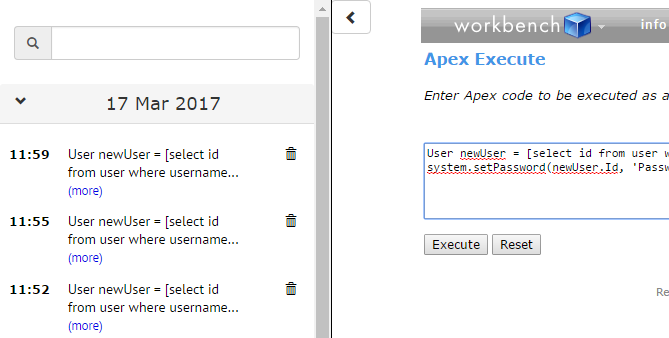 17 Mar 2017
11:59
User newUser = [select id
from user where username...
(more)
11:55
User newUser = [select id
from user where username...
(more)
11:52
User newUser = [select id
from user where username...
(more)
workbench
info
Apex Execute
Enter Apex code to be executed as a
User newUser = [select id from user w
system.setPassword(newUser.Id, 'Passw
Execute Reset
Re